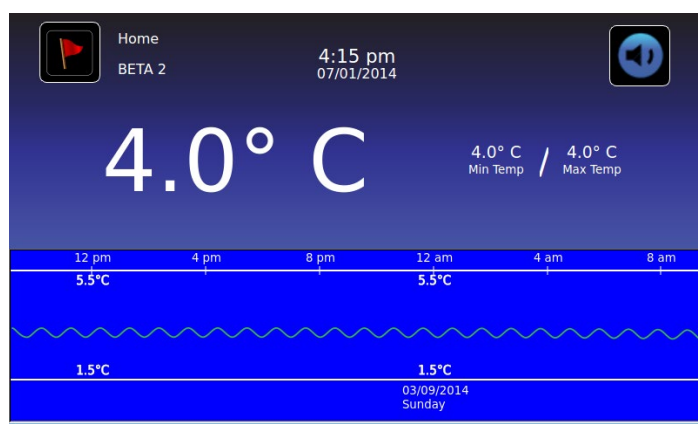 Home
BETA 2
4:15 pm
07/01/2014
4.0° C
4.0° C / 4.0° C
Min Temp Max Temp
12 pm 4 pm 8 pm 12 am 4 am 8 am
5.5°C 5.5°C
1.5°C 1.5°C
03/09/2014
Sunday